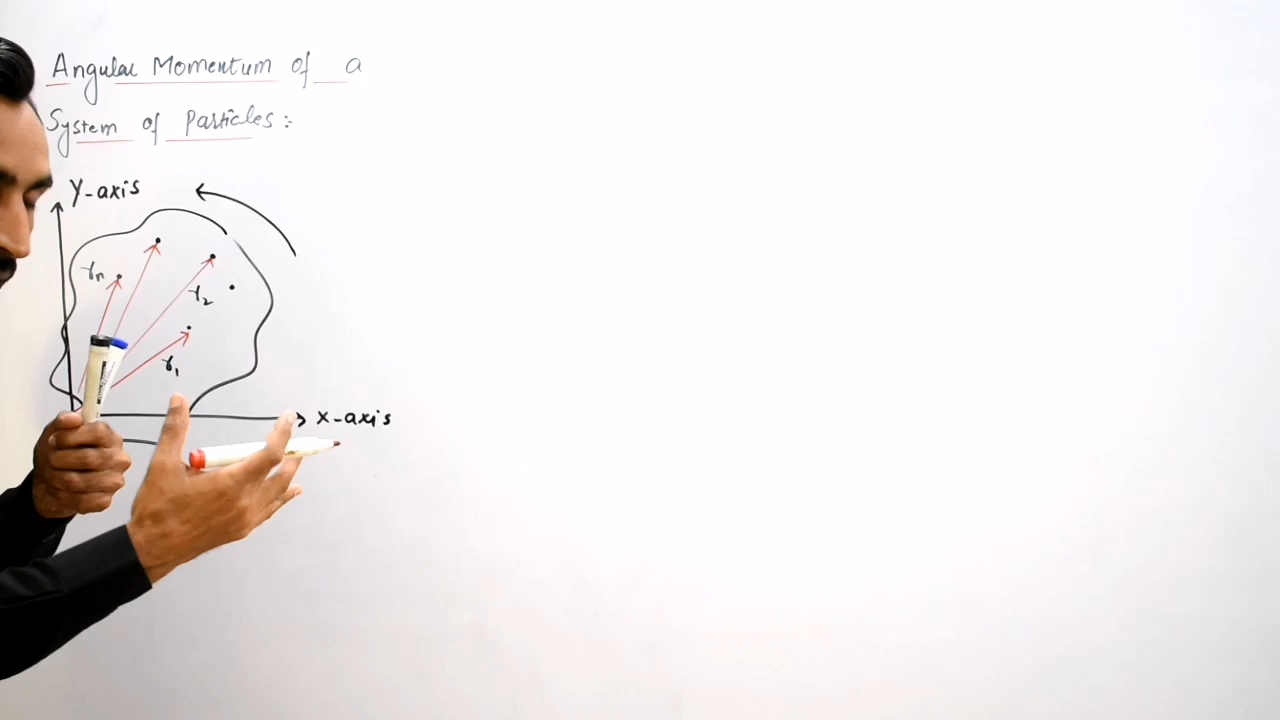 Angular Momentum of a
System of Particles :-
Y-axis
rn
r2
r1
X-axis